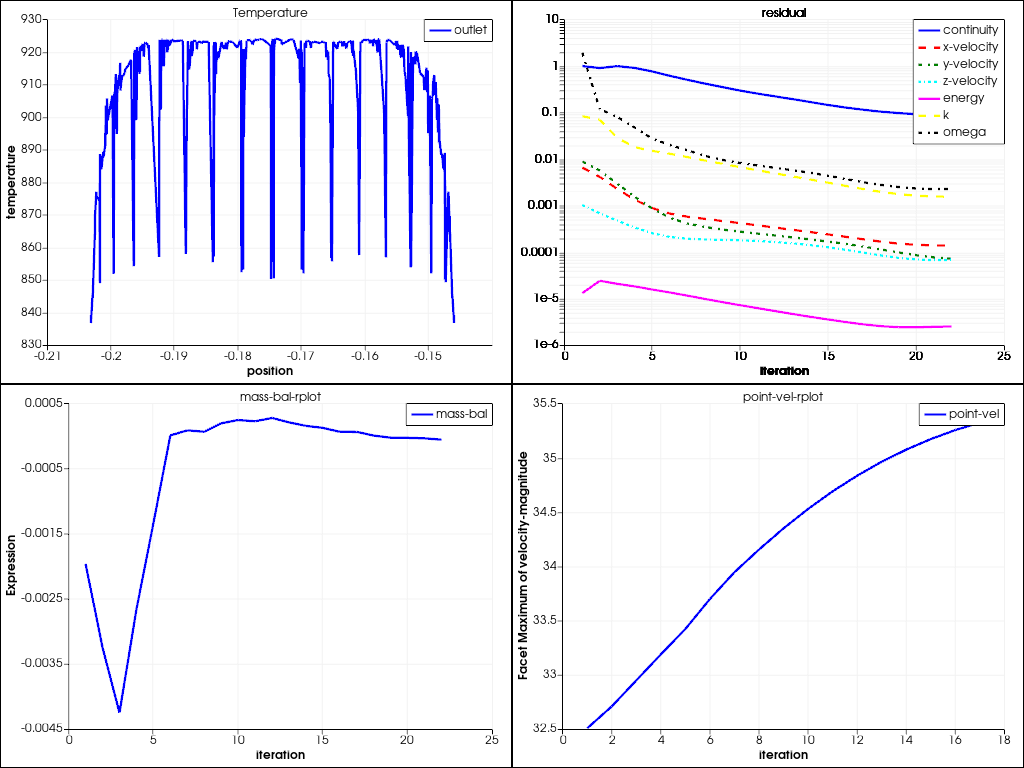 Temperature
outlet
930
920
910
900
890
880
870
860
850
840
830
temperature
-0.21
-0.2
-0.19
-0.18
-0.17
-0.16
-0.15
position
residual
continuity
x-velocity
y-velocity
z-velocity
energy
k
omega
10
1
0.1
0.01
0.001
0.0001
1e-5
1e-6
0
5
10
15
20
25
iteration
mass-bal-rplot
mass-bal
0.0005
-0.0005
-0.0015
-0.0025
-0.0035
-0.0045
Expression
0
5
10
15
20
25
iteration
point-vel-rplot
point-vel
35.5
35
34.5
34
33.5
33
32.5
Facet Maximum of velocity-magnitude
0
2
4
6
8
10
12
14
16
18
iteration